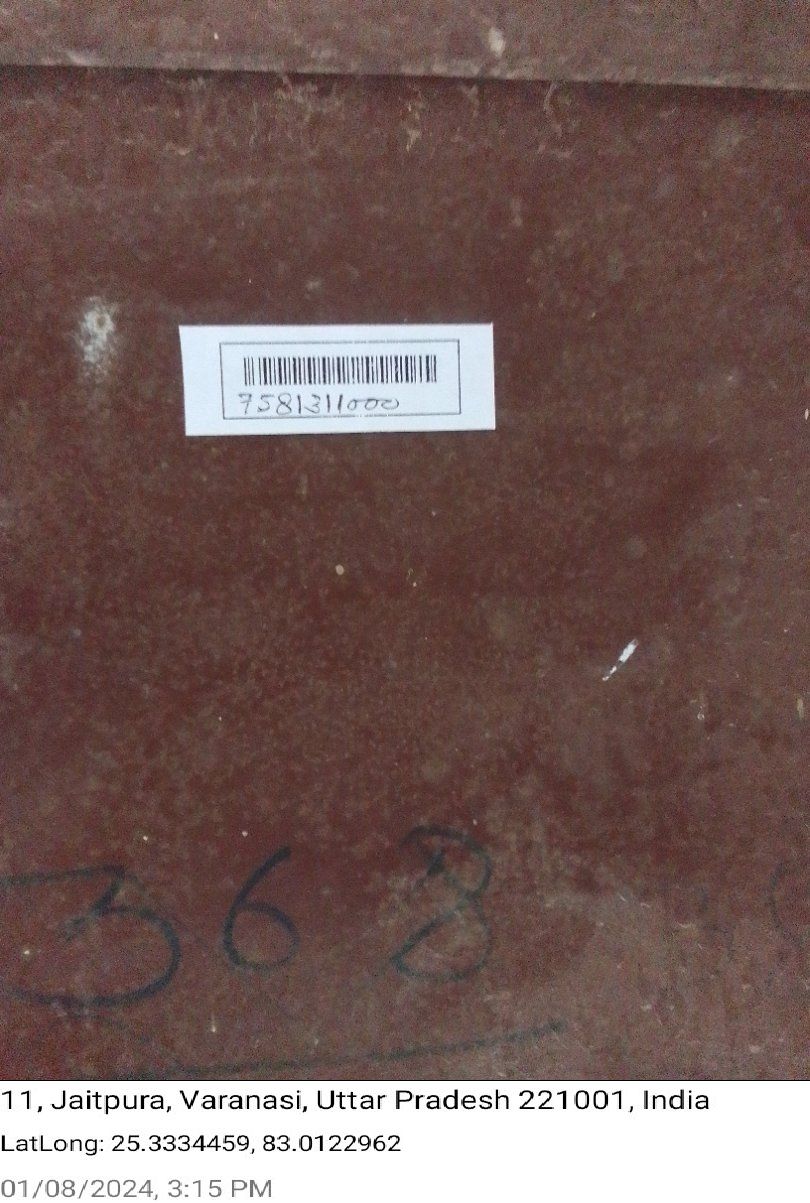 7581311000
368
11, Jaitpura, Varanasi, Uttar Pradesh 221001, India
LatLong: 25.3334459, 83.0122962
01/08/2024, 3:15 PM